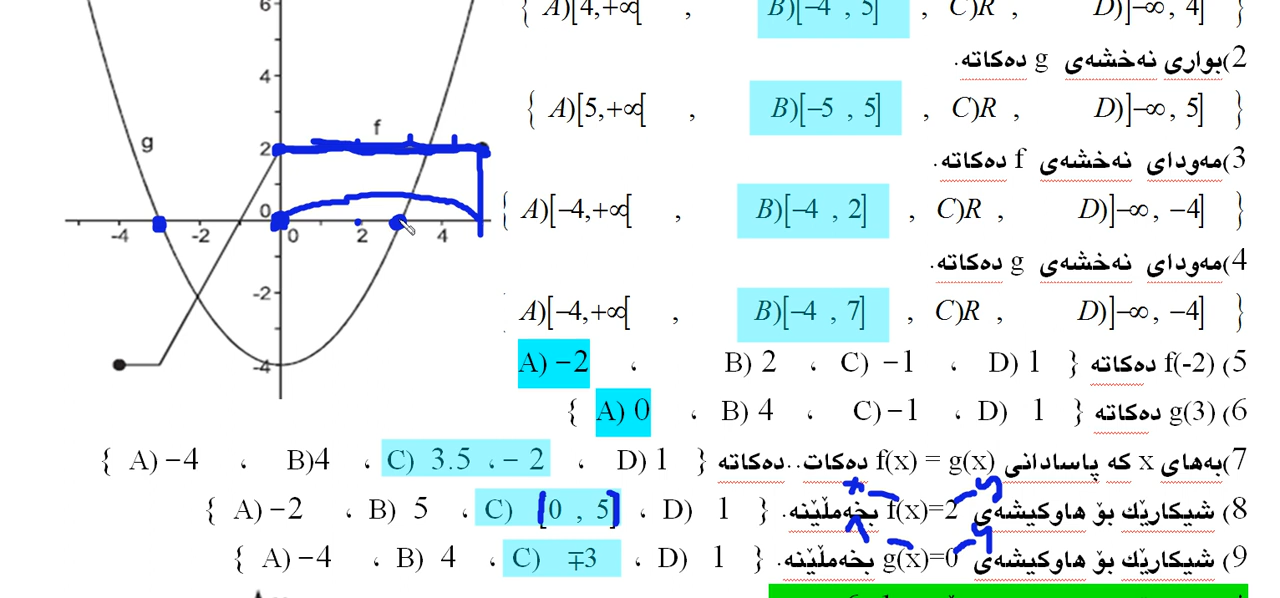 { A)[4,+∞[ , B)[−4 , 5] , C)R , D)]−∞, 4] }
2)بواری نەخشەی g دەکاتە.
{ A)[5,+∞[ , B)[−5 , 5] , C)R , D)]−∞, 5] }
3)مەودای نەخشەی f دەکاتە.
{ A)[−4,+∞[ , B)[−4 , 2] , C)R , D)]−∞, −4] }
4)مەودای نەخشەی g دەکاتە.
A)[−4,+∞[ , B)[−4 , 7] , C)R , D)]−∞, −4] }
5) f(-2) دەکاتە { A) −2 ، B) 2 ، C) −1 ، D) 1 }
6) g(3) دەکاتە { A) 0 ، B) 4 ، C) −1 ، D) 1 }
7)بەهای x کە پاسادانی f(x) = g(x) دەکات..دەکاتە { A) −4 ، B)4 ، C) 3.5 ، − 2 ، D) 1 }
8) شیکارێك بۆ هاوکیشەی f(x)=2 بخەمڵێنە. { A) −2 ، B) 5 ، C) [0 , 5] ، D) 1 }
9) شیکارێك بۆ هاوکیشەی g(x)=0 بخەمڵێنە. { A) −4 ، B) 4 ، C) ∓3 ، D) 1 }
6
4
g
f
2
0
-4 -2 0 2 4
-2
-4